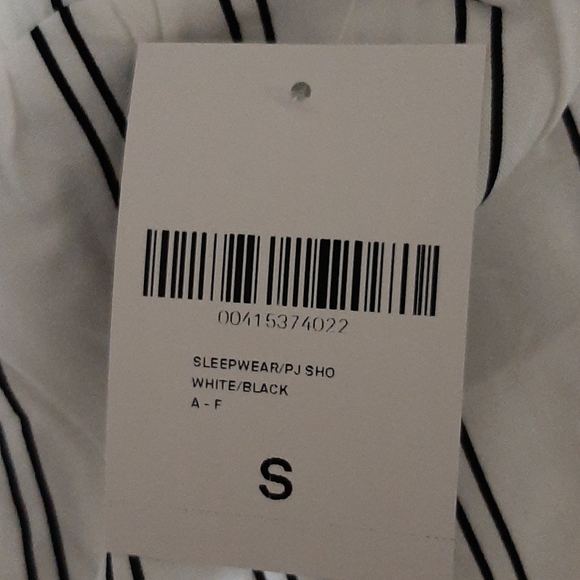 00415374022
SLEEPWEAR/PJ SHO
WHITE/BLACK
A - F
S